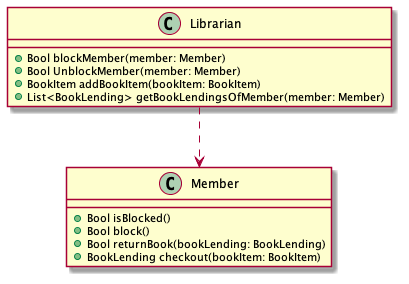 C Librarian
Bool blockMember(member: Member)
Bool UnblockMember(member: Member)
BookItem addBookItem(bookItem: BookItem)
List<BookLending> getBookLendingsOfMember(member: Member)
C Member
Bool isBlocked()
Bool block()
Bool returnBook(bookLending: BookLending)
BookLending checkout(bookItem: BookItem)